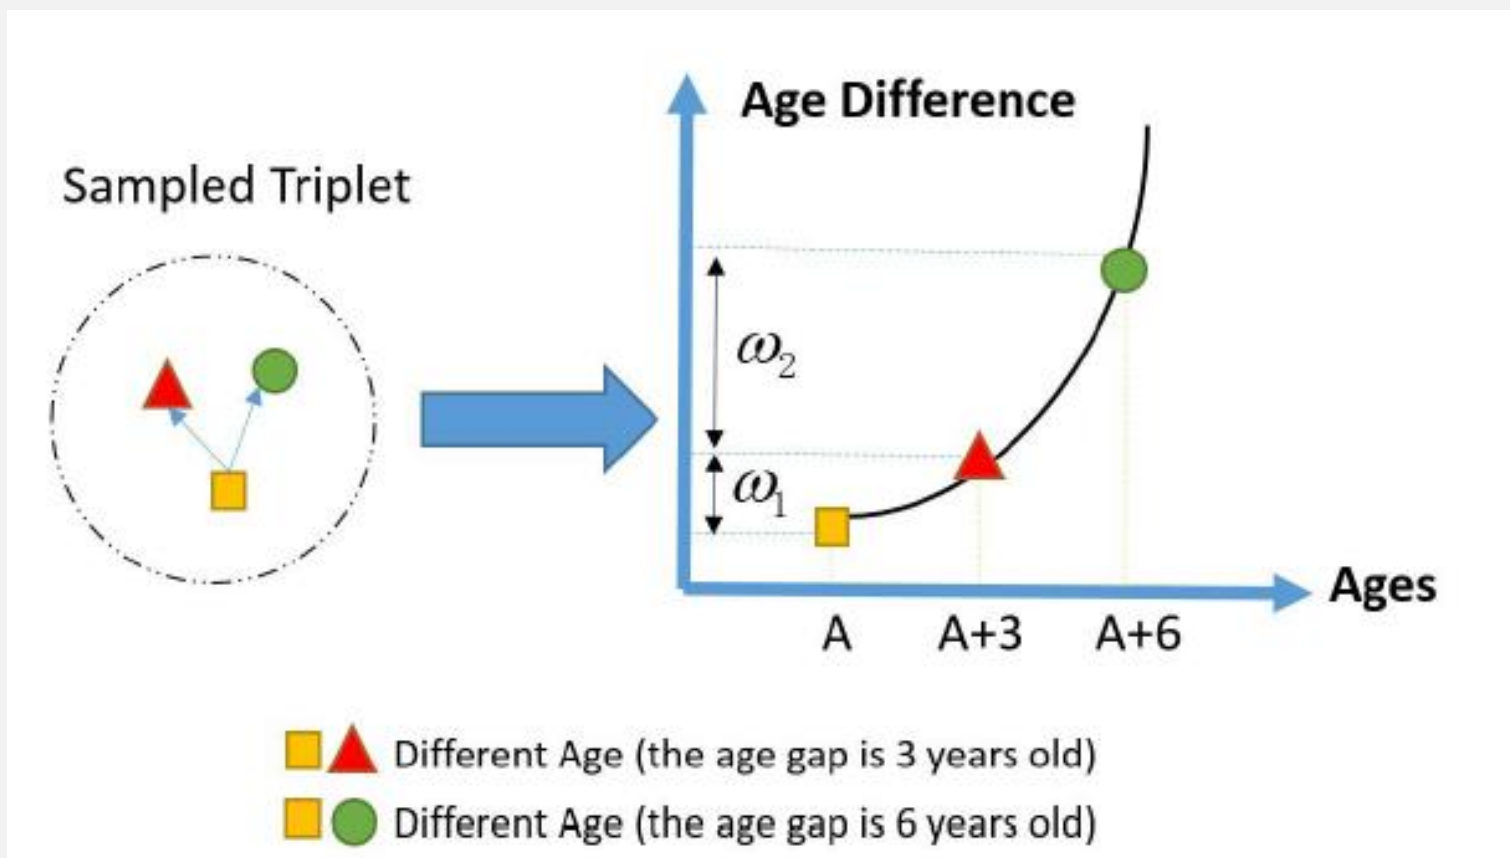 Age Difference
Sampled Triplet
ω₂
ω₁
Ages
A A+3 A+6
Different Age (the age gap is 3 years old)
Different Age (the age gap is 6 years old)